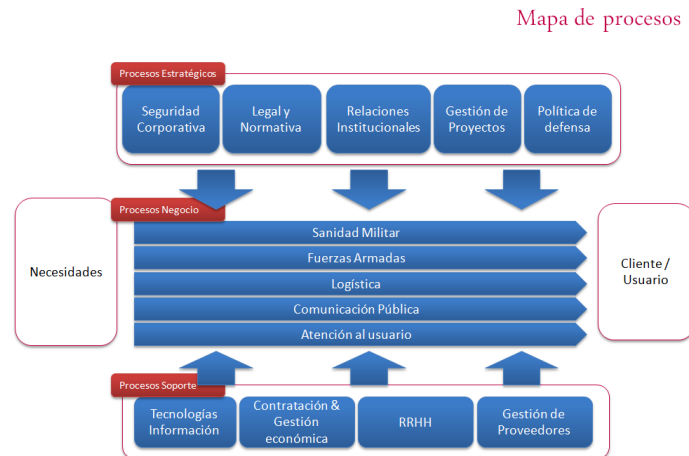 Mapa de procesos
Procesos Estratégicos
Seguridad
Corporativa
Legal y
Normativa
Relaciones
Institucionales
Gestión de
Proyectos
Política de
defensa
Procesos Negocio
Necesidades
Sanidad Militar
Fuerzas Armadas
Logística
Comunicación Pública
Atención al usuario
Cliente /
Usuario
Procesos Soporte
Tecnologías
Información
Contratación &
Gestión
económica
RRHH
Gestión de
Proveedores